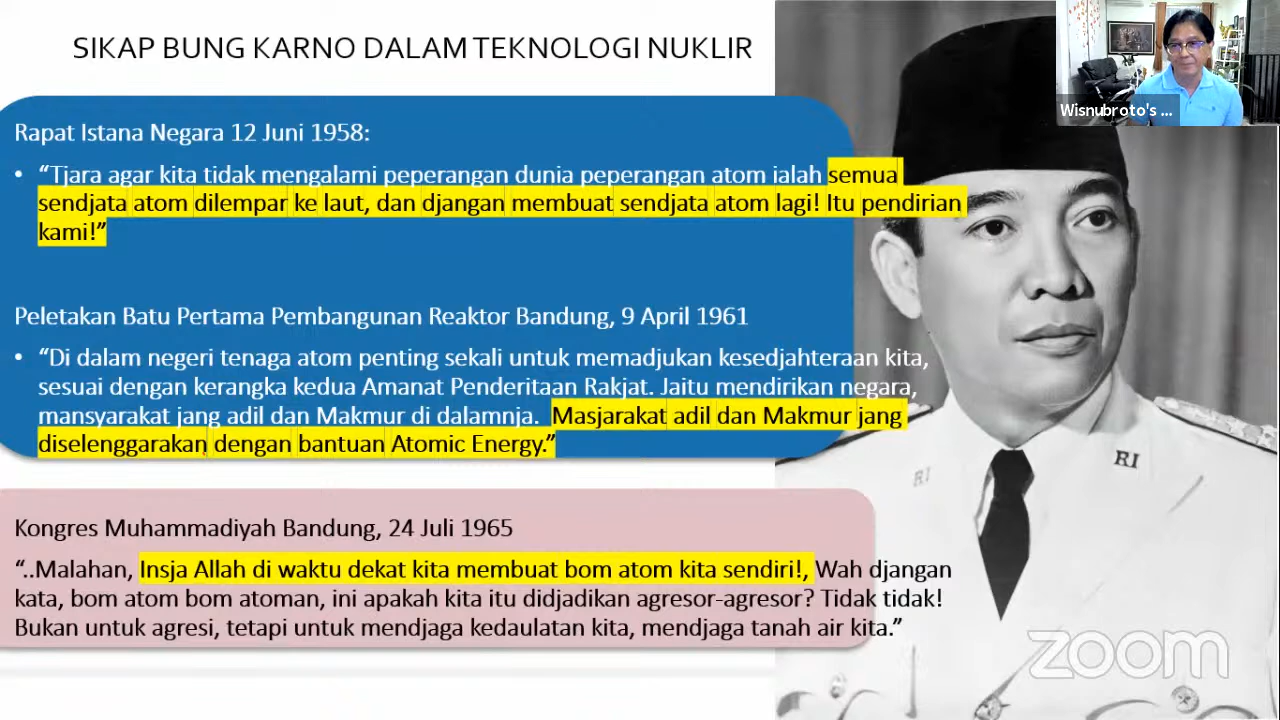 SIKAP BUNG KARNO DALAM TEKNOLOGI NUKLIR
Wisnubroto's ...
Rapat Istana Negara 12 Juni 1958:
• “Tjara agar kita tidak mengalami peperangan dunia peperangan atom ialah semua
sendjata atom dilempar ke laut, dan djangan membuat sendjata atom lagi! Itu pendirian
kami!”
Peletakan Batu Pertama Pembangunan Reaktor Bandung, 9 April 1961
• “Di dalam negeri tenaga atom penting sekali untuk memadjukan kesedjahteraan kita,
sesuai dengan kerangka kedua Amanat Penderitaan Rakjat. Jaitu mendirikan negara,
mansyarakat jang adil dan Makmur di dalamnja. Masjarakat adil dan Makmur jang
diselenggarakan dengan bantuan Atomic Energy.”
RI
RI
Kongres Muhammadiyah Bandung, 24 Juli 1965
“..Malahan, Insja Allah di waktu dekat kita membuat bom atom kita sendiri!, Wah djangan
kata, bom atom bom atoman, ini apakah kita itu didjadikan agresor-agresor? Tidak tidak!
Bukan untuk agresi, tetapi untuk mendjaga kedaulatan kita, mendjaga tanah air kita.”
zoom